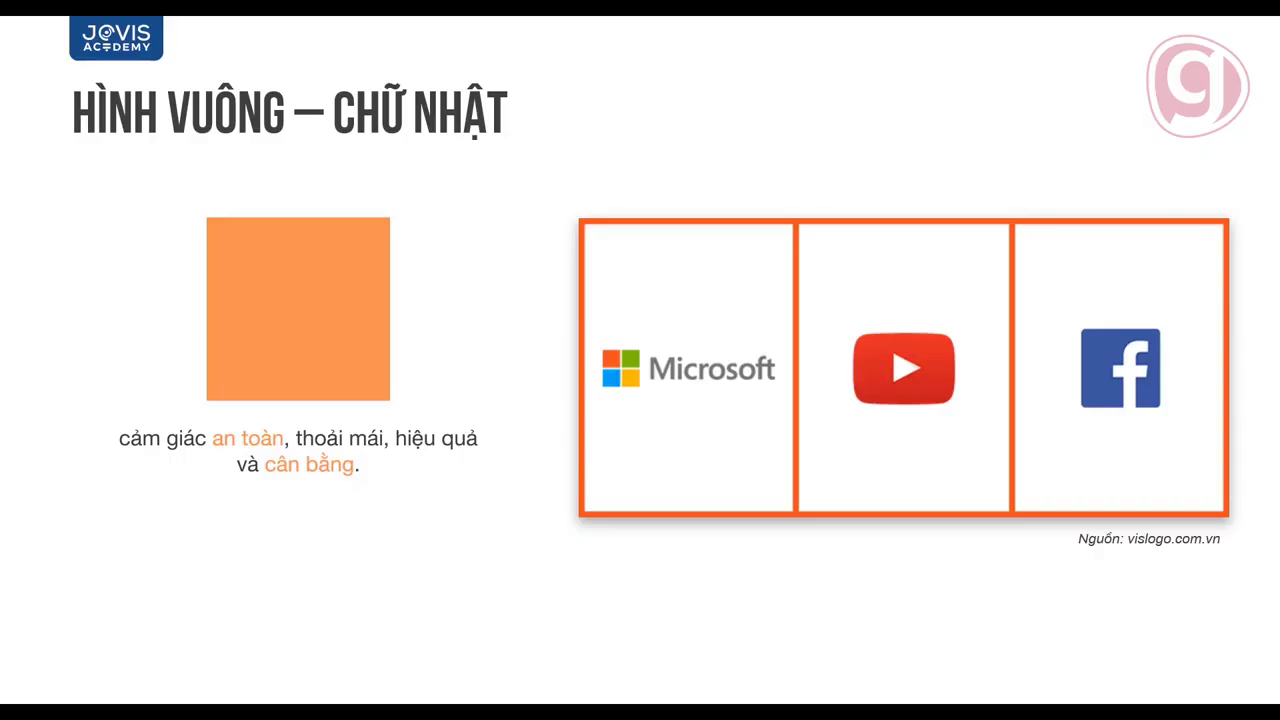 JOVIS
ACADEMY
HÌNH VUÔNG – CHỮ NHẬT
g
cảm giác an toàn, thoải mái, hiệu quả
và cân bằng.
Microsoft
f
Nguồn: vislogo.com.vn